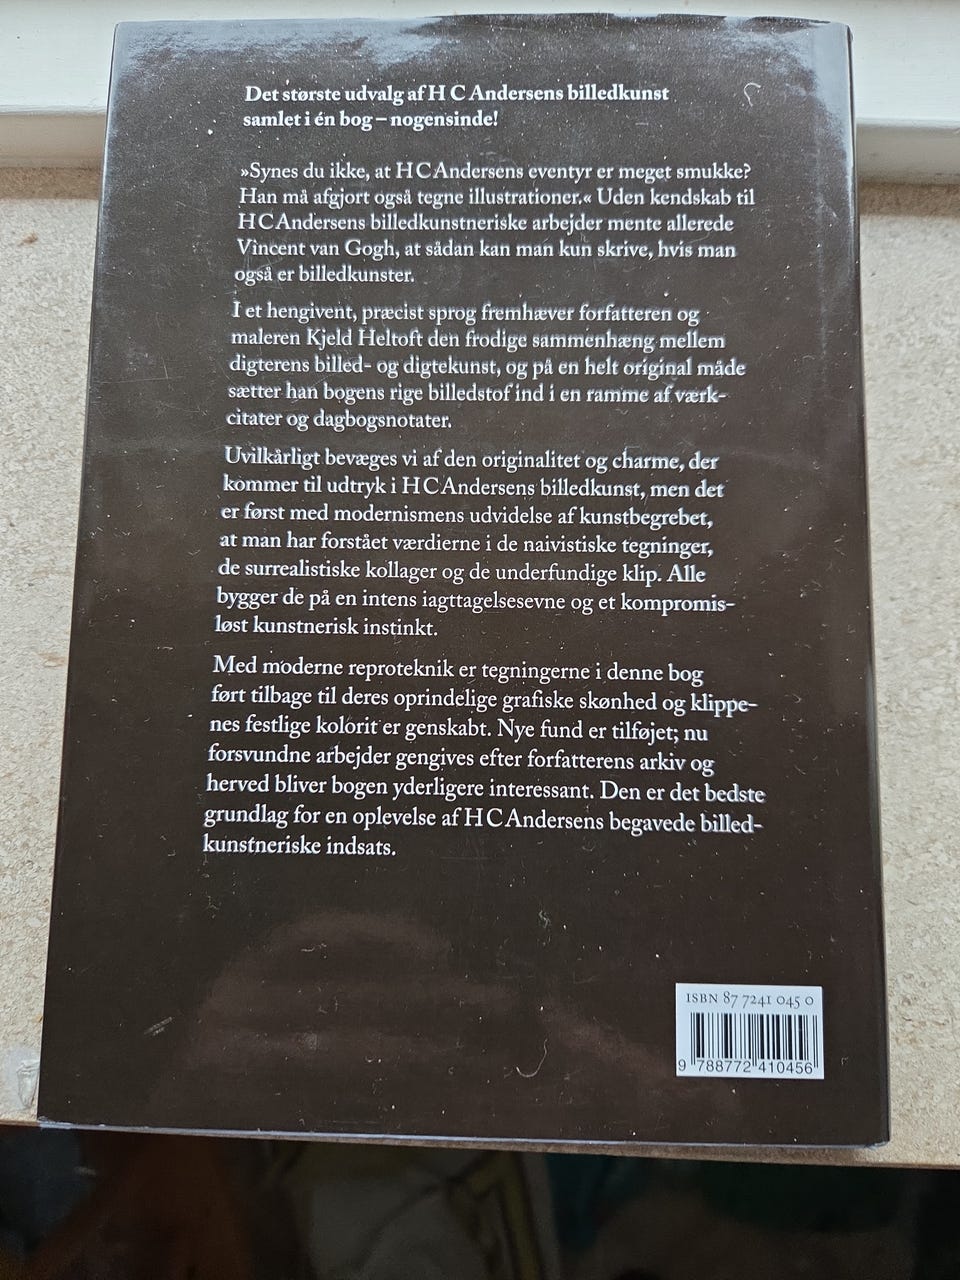 Det største udvalg af H C Andersens billedkunst
samlet i én bog – nogensinde!
»Synes du ikke, at H C Andersens eventyr er meget smukke?
Han må afgjort også tegne illustrationer.« Uden kendskab til
H C Andersens billedkunstneriske arbejder mente allerede
Vincent van Gogh, at sådan kan man kun skrive, hvis man
også er billedkunster.
I et hengivent, præcist sprog fremhæver forfatteren og
maleren Kjeld Heltoft den frodige sammenhæng mellem
digterens billed- og digtekunst, og på en helt original måde
sætter han bogens rige billedstof ind i en ramme af værk-
citater og dagbogsnotater.
Uvilkårligt bevæges vi af den originalitet og charme, der
kommer til udtryk i H C Andersens billedkunst, men det
er først med modernismens udvidelse af kunstbegrebet,
at man har forstået værdierne i de naivistiske tegninger,
de surrealistiske kollager og de underfundige klip. Alle
bygger de på en intens iagttagelsesevne og et kompromis-
løst kunstnerisk instinkt.
Med moderne reproteknik er tegningerne i denne bog
ført tilbage til deres oprindelige grafiske skønhed og klippe-
nes festlige kolorit er genskabt. Nye fund er tilføjet; nu
forsvundne arbejder gengives efter forfatterens arkiv og
herved bliver bogen yderligere interessant. Den er det bedste
grundlag for en oplevelse af H C Andersens begavede billed-
kunstneriske indsats.
ISBN 87 7241 045 0
9 788772 410456